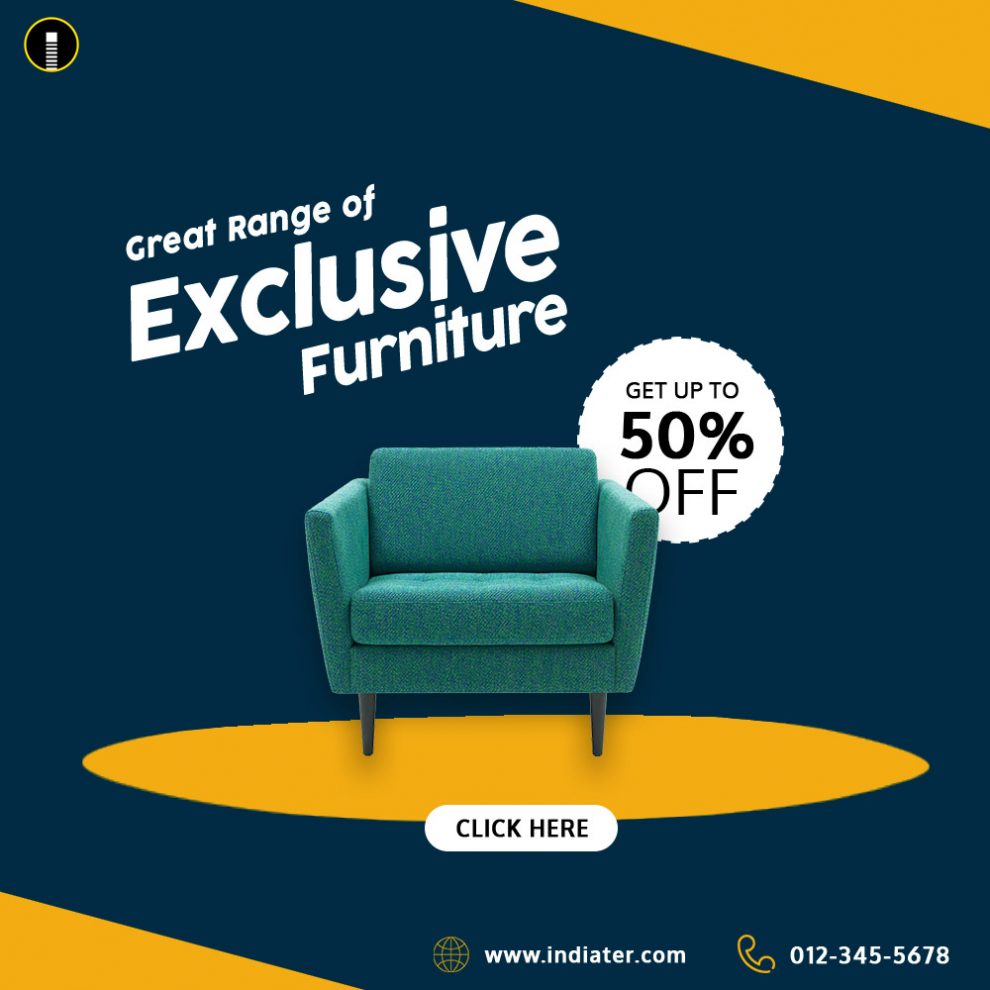 Great Range of
Exclusive
Furniture
GET UP TO
50%
OFF
CLICK HERE
www.indiater.com
012-345-5678